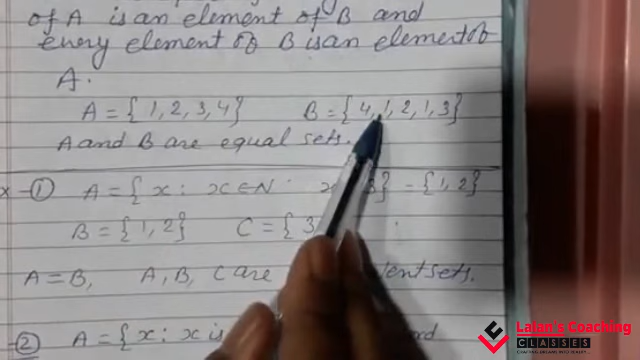 of A is an element of B and
every element of B is an element of
A.
A = { 1, 2, 3, 4 } B = { 4, 1, 2, 1, 3 }
A and B are equal sets.
x - ① A = { x : x ∈ N x 3 } - { 1, 2 }
B = { 1, 2 } C = { 3
A = B, A, B, C are lent sets.
② A = { x : x is
Lalan's Coaching
CLASSES